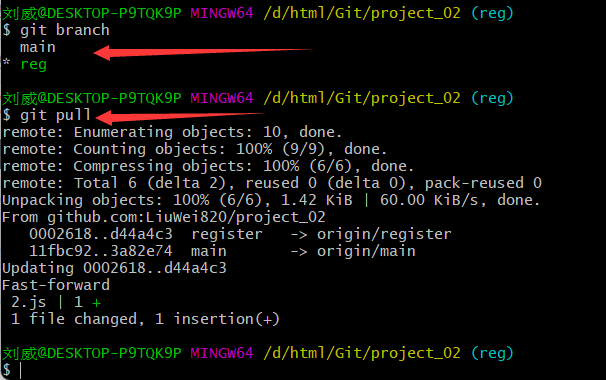 刘威@DESKTOP-P9TQK9P MINGW64 /d/html/Git/project_02 (reg)
$ git branch
  main
* reg

刘威@DESKTOP-P9TQK9P MINGW64 /d/html/Git/project_02 (reg)
$ git pull
remote: Enumerating objects: 10, done.
remote: Counting objects: 100% (9/9), done.
remote: Compressing objects: 100% (6/6), done.
remote: Total 6 (delta 2), reused 0 (delta 0), pack-reused 0
Unpacking objects: 100% (6/6), 1.42 KiB | 60.00 KiB/s, done.
From github.com:LiuWei820/project_02
   0002618..d44a4c3  register   -> origin/register
   11fbc92..3a82e74  main       -> origin/main
Updating 0002618..d44a4c3
Fast-forward
 2.js | 1 +
 1 file changed, 1 insertion(+)

刘威@DESKTOP-P9TQK9P MINGW64 /d/html/Git/project_02 (reg)
$